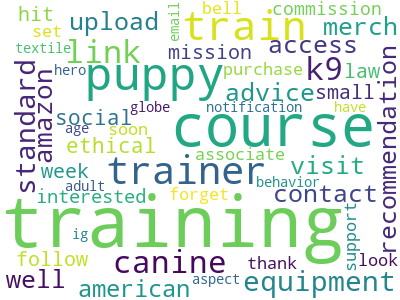 hit
upload
email
bell
commission
set
textile
train
merch
link
mission
access
hero
puppy
purchase
k9
law
standard
amazon
advice
small
recommendation
social
globe
notification
have
course
age
soon
ethical
associate
week
trainer
visit
adult
behavior
interested
forget
contact
training
support
follow
ig
canine
thank
look
well
american
aspect
equipment